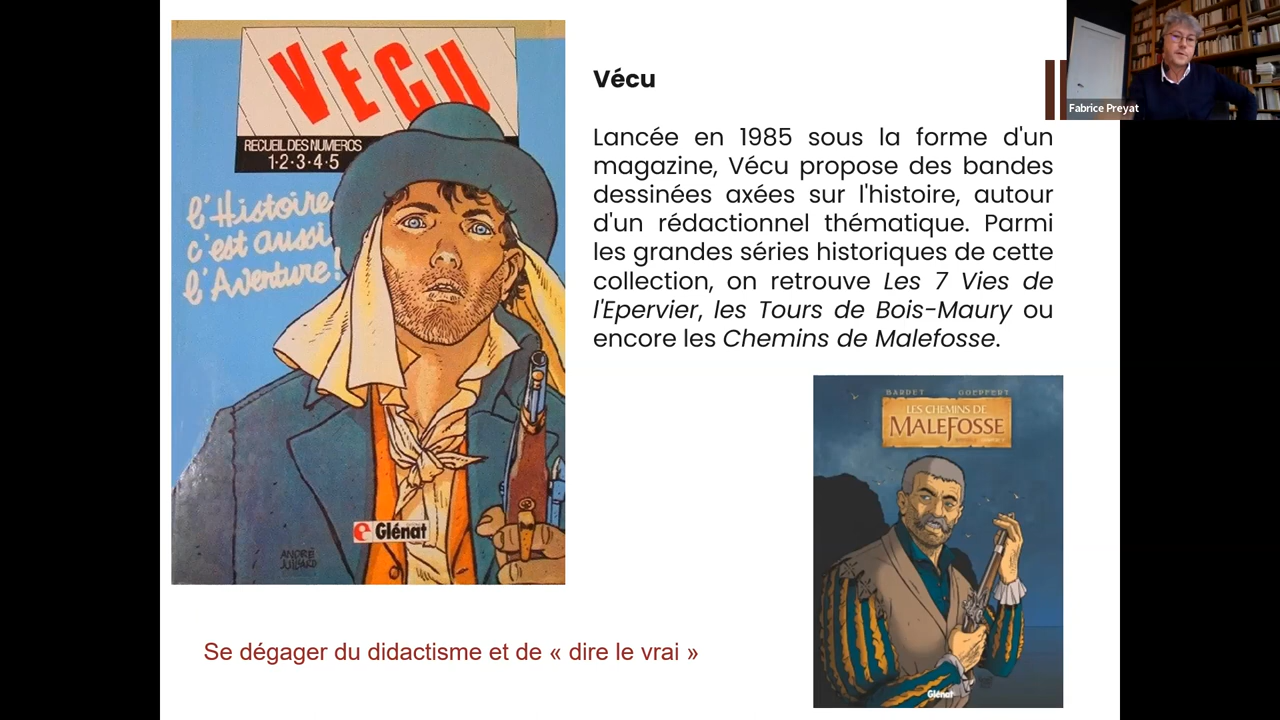 VECU
RECUEIL DES NUMEROS
1·2·3·4·5
l'Histoire
c'est aussi
l'Aventure!
Glénat
ANDRÉ
JUILLARD
Vécu
Lancée en 1985 sous la forme d'un
magazine, Vécu propose des bandes
dessinées axées sur l'histoire, autour
d'un rédactionnel thématique. Parmi
les grandes séries historiques de cette
collection, on retrouve Les 7 Vies de
l'Epervier, les Tours de Bois-Maury ou
encore les Chemins de Malefosse.
Fabrice Preyat
BARDET GOEPFERT
LES CHEMINS DE
MALEFOSSE
Glénat
Se dégager du didactisme et de « dire le vrai »